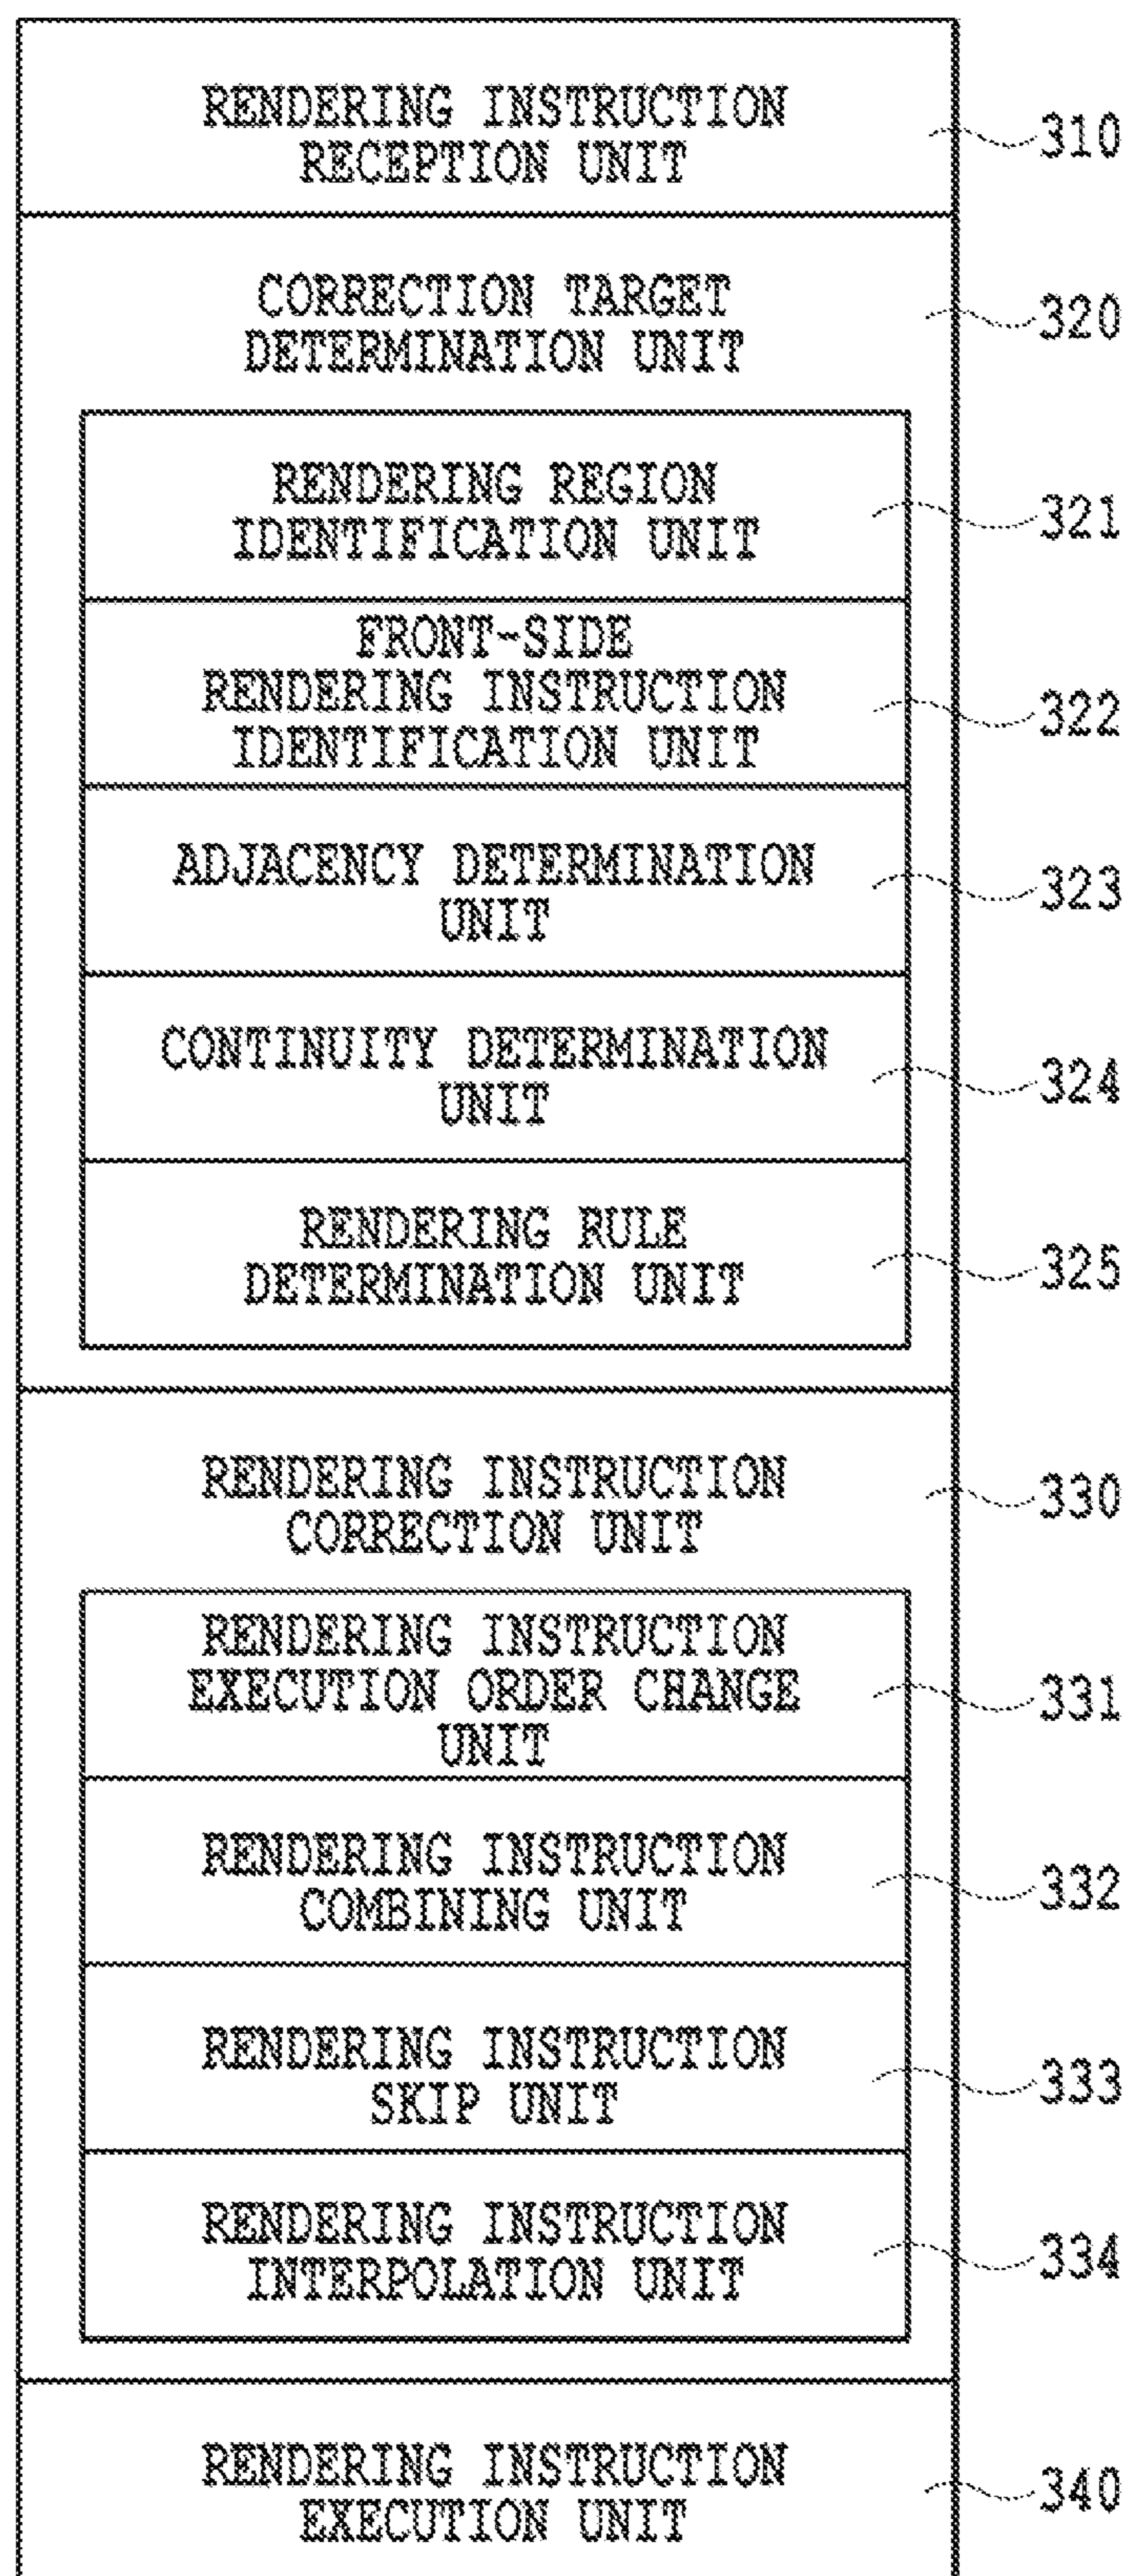 RENDERING INSTRUCTION
RECEPTION UNIT
310
CORRECTION TARGET
DETERMINATION UNIT
320
RENDERING REGION
IDENTIFICATION UNIT
321
FRONT-SIDE
RENDERING INSTRUCTION
IDENTIFICATION UNIT
322
ADJACENCY DETERMINATION
UNIT
323
CONTINUITY DETERMINATION
UNIT
324
RENDERING RULE
DETERMINATION UNIT
325
RENDERING INSTRUCTION
CORRECTION UNIT
330
RENDERING INSTRUCTION
EXECUTION ORDER CHANGE
UNIT
331
RENDERING INSTRUCTION
COMBINING UNIT
332
RENDERING INSTRUCTION
SKIP UNIT
333
RENDERING INSTRUCTION
INTERPOLATION UNIT
334
RENDERING INSTRUCTION
EXECUTION UNIT
340